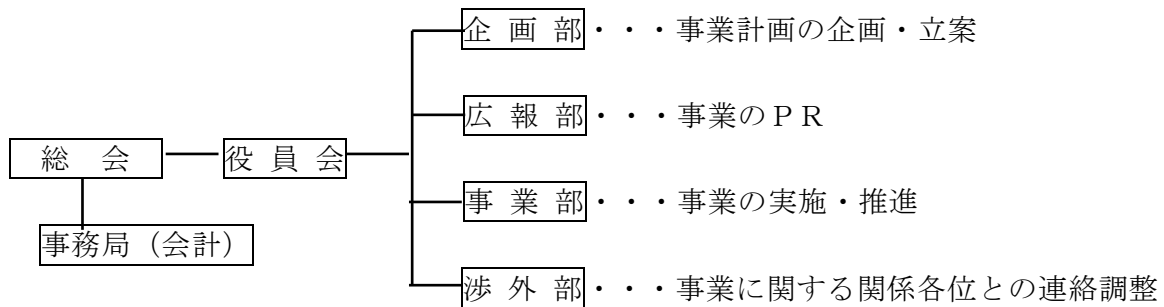 企 画 部・・・事業計画の企画・立案
広 報 部・・・事業のＰＲ
総 会
役 員 会
事 業 部・・・事業の実施・推進
事務局（会計）
渉 外 部・・・事業に関する関係各位との連絡調整